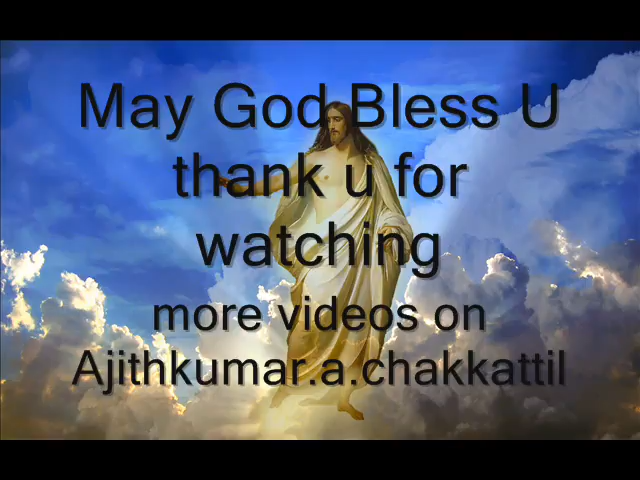 May God Bless U
thank u for
watching
more videos on
Ajithkumar.a.chakkattil